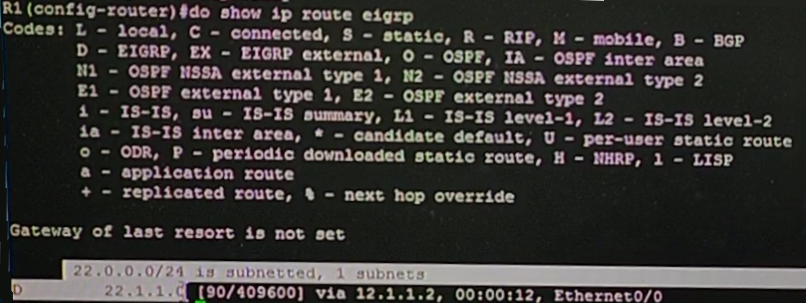 R1(config-router)#do show ip route eigrp
Codes: L - local, C - connected, S - static, R - RIP, M - mobile, B - BGP
D - EIGRP, EX - EIGRP external, O - OSPF, IA - OSPF inter area
N1 - OSPF NSSA external type 1, N2 - OSPF NSSA external type 2
E1 - OSPF external type 1, E2 - OSPF external type 2
i - IS-IS, su - IS-IS summary, L1 - IS-IS level-1, L2 - IS-IS level-2
ia - IS-IS inter area, * - candidate default, U - per-user static route
o - ODR, P - periodic downloaded static route, H - NHRP, l - LISP
a - application route
+ - replicated route, % - next hop override
Gateway of last resort is not set
22.0.0.0/24 is subnetted, 1 subnets
D 22.1.1.0 [90/409600] via 12.1.1.2, 00:00:12, Ethernet0/0